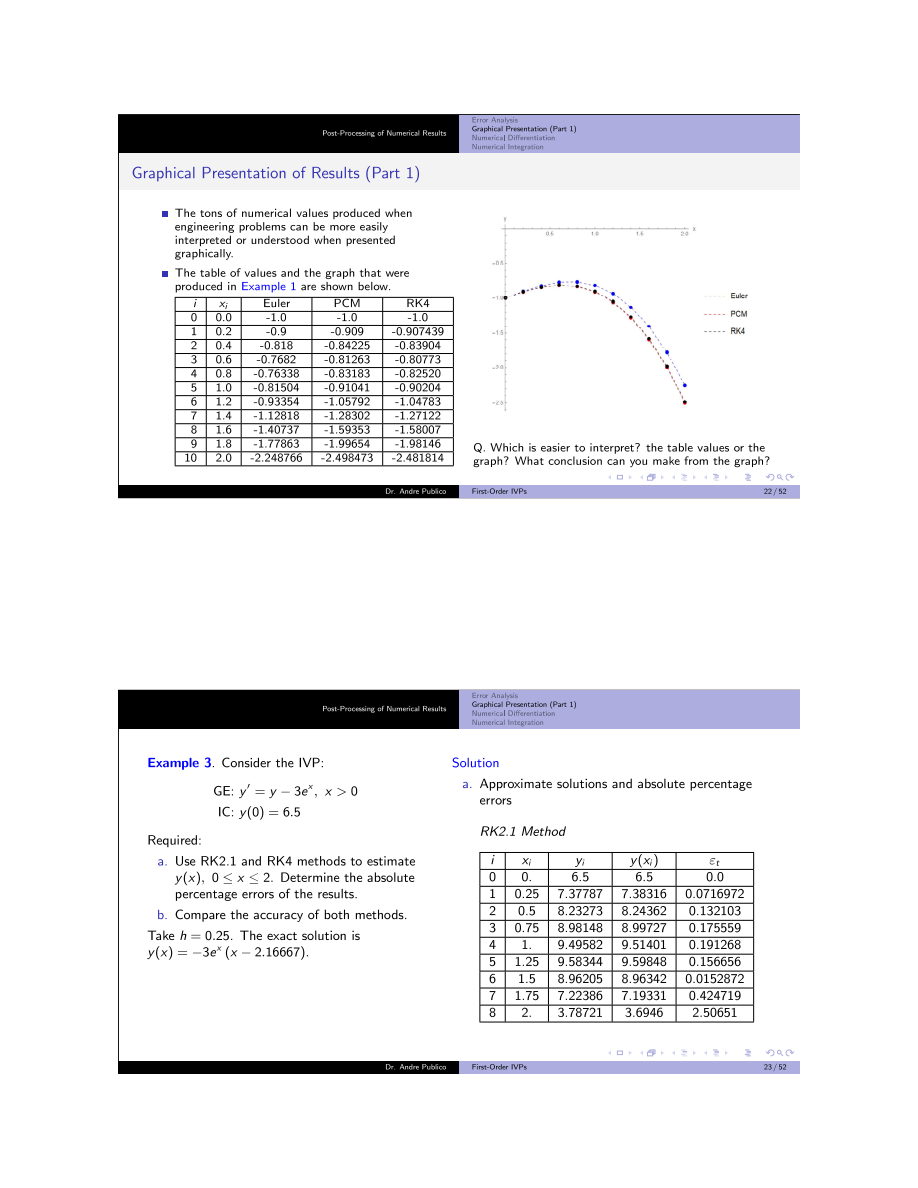 Post-Processing of Numerical Results
Error Analysis
Graphical Presentation (Part 1)
Numerical Differentiation
Numerical Integration
Graphical Presentation of Results (Part 1)
The tons of numerical values produced when
engineering problems can be more easily
interpreted or understood when presented
graphically.
The table of values and the graph that were
produced in Example 1 are shown below.
i xi Euler PCM RK4
0 0.0 -1.0 -1.0 -1.0
1 0.2 -0.9 -0.909 -0.907439
2 0.4 -0.818 -0.84225 -0.83904
3 0.6 -0.7682 -0.81263 -0.80773
4 0.8 -0.76338 -0.83183 -0.82520
5 1.0 -0.81504 -0.91041 -0.90204
6 1.2 -0.93354 -1.05792 -1.04783
7 1.4 -1.12818 -1.28302 -1.27122
8 1.6 -1.40737 -1.59353 -1.58007
9 1.8 -1.77863 -1.99654 -1.98146
10 2.0 -2.248766 -2.498473 -2.481814
y
x
0.5 1.0 1.5 2.0
-0.5
-1.0
-1.5
-2.0
-2.5
Euler
PCM
RK4
Q. Which is easier to interpret? the table values or the
graph? What conclusion can you make from the graph?
Dr. Andre Publico First-Order IVPs 22 / 52
Post-Processing of Numerical Results
Error Analysis
Graphical Presentation (Part 1)
Numerical Differentiation
Numerical Integration
Example 3. Consider the IVP:
GE: y′ = y − 3eˣ, x > 0
IC: y(0) = 6.5
Required:
a. Use RK2.1 and RK4 methods to estimate
y(x), 0 ≤ x ≤ 2. Determine the absolute
percentage errors of the results.
b. Compare the accuracy of both methods.
Take h = 0.25. The exact solution is
y(x) = −3eˣ (x − 2.16667).
Solution
a. Approximate solutions and absolute percentage
errors
RK2.1 Method
i xi yi y(xi) εt
0 0. 6.5 6.5 0.0
1 0.25 7.37787 7.38316 0.0716972
2 0.5 8.23273 8.24362 0.132103
3 0.75 8.98148 8.99727 0.175559
4 1. 9.49582 9.51401 0.191268
5 1.25 9.58344 9.59848 0.156656
6 1.5 8.96205 8.96342 0.0152872
7 1.75 7.22386 7.19331 0.424719
8 2. 3.78721 3.6946 2.50651
Dr. Andre Publico First-Order IVPs 23 / 52